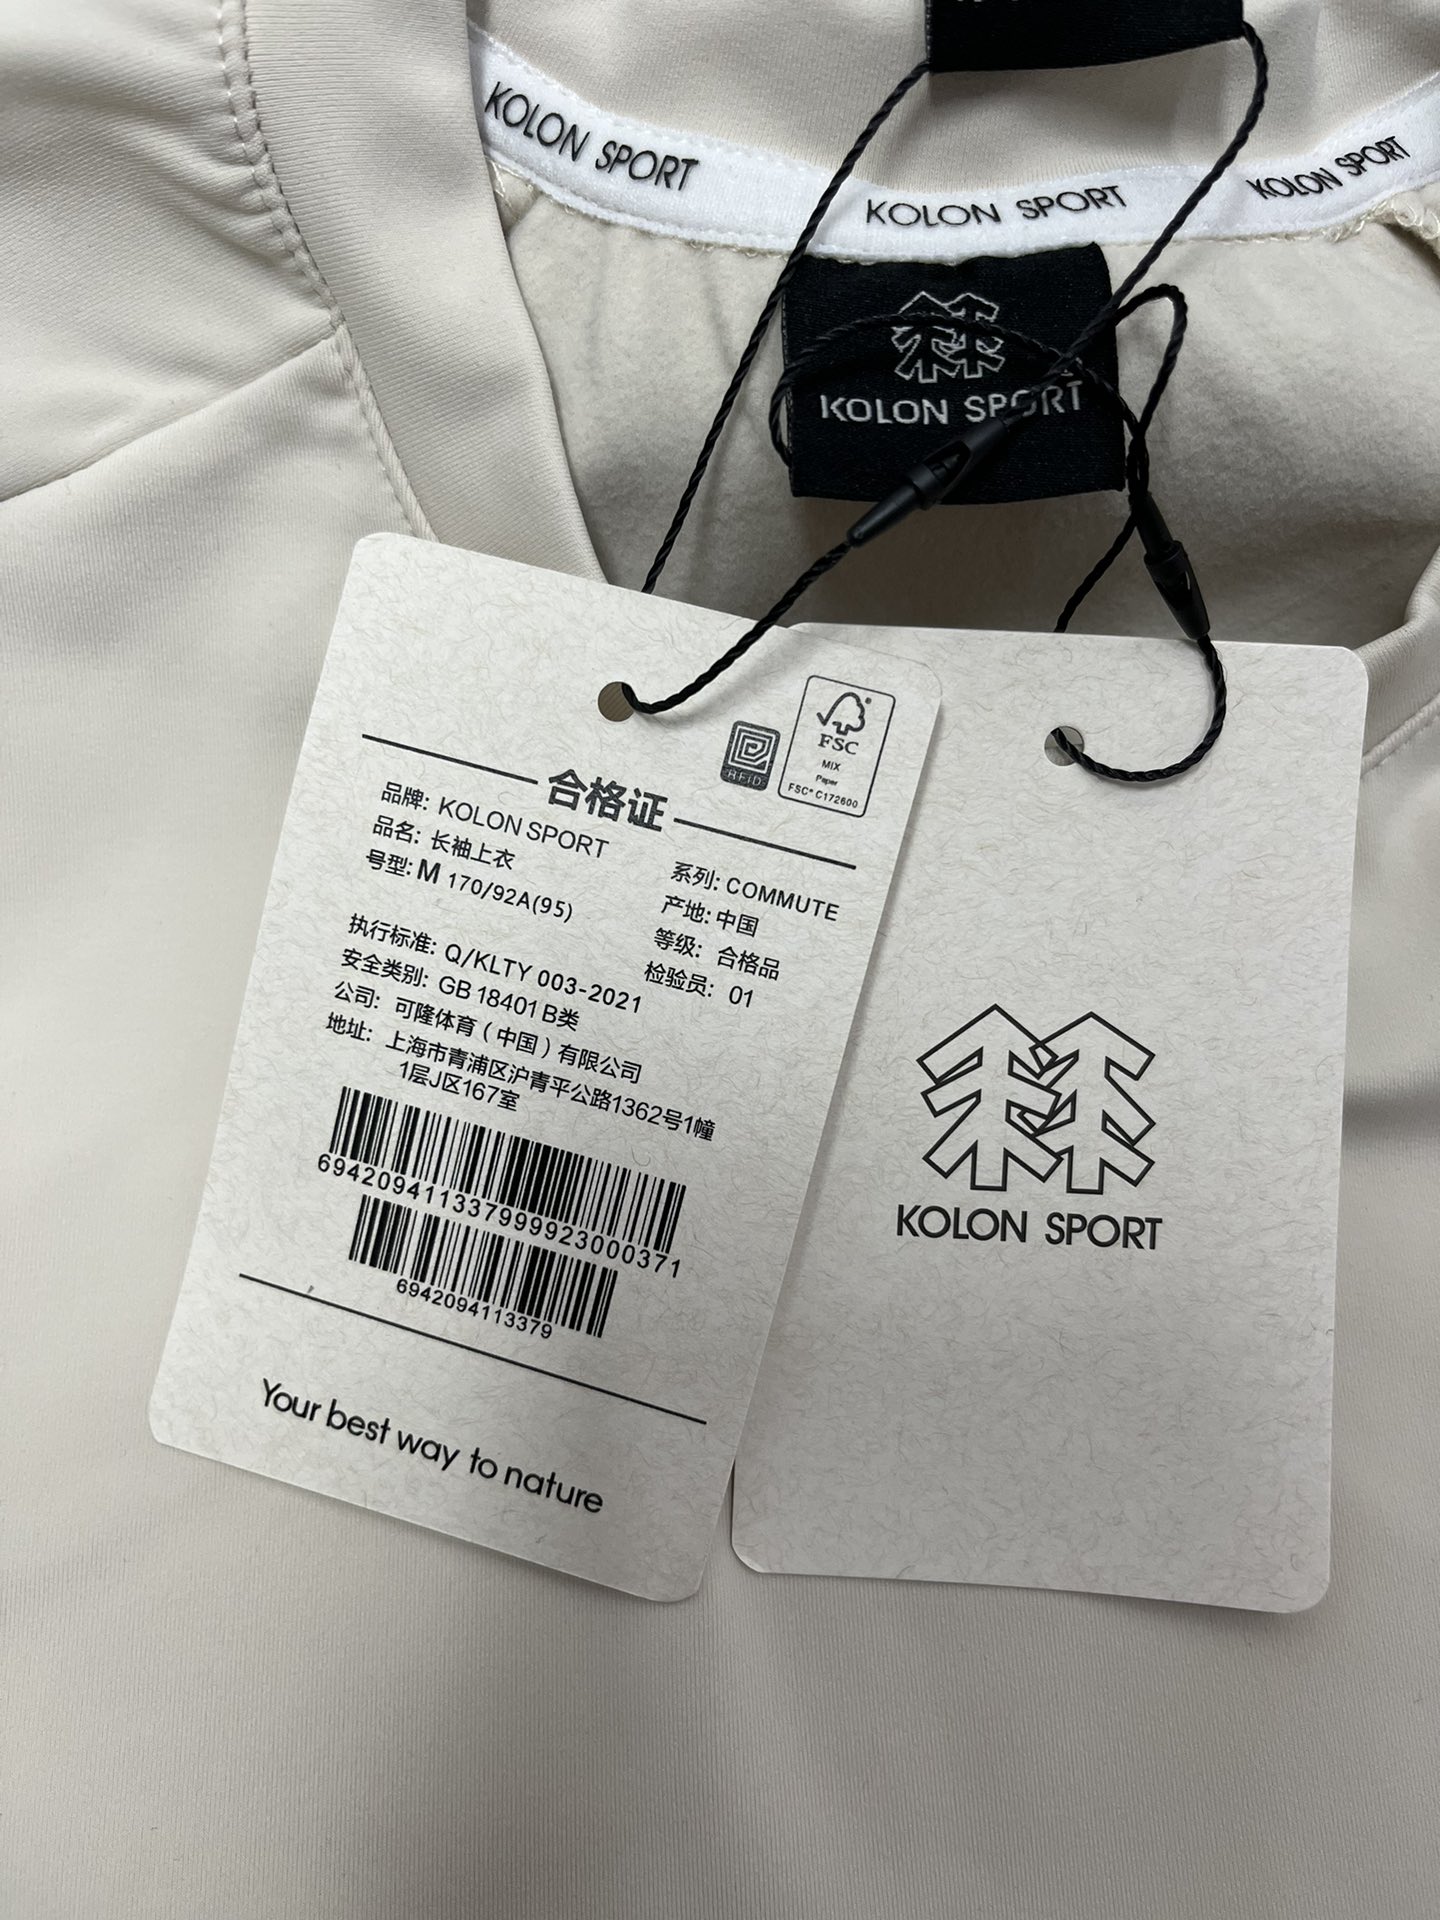 KOLON SPORT
KOLON SPORT
KOLON SPORT
KOLON SPORT
RFID
FSC
MIX
Paper
FSC® C172600
合格证
品牌: KOLON SPORT
品名: 长袖上衣
号型: M 170/92A(95)
系列: COMMUTE
产地: 中国
等级: 合格品
检验员: 01
执行标准: Q/KLTY 003-2021
安全类别: GB 18401 B类
公司: 可隆体育(中国)有限公司
地址: 上海市青浦区沪青平公路1362号1幢
1层J区167室
69420941133799992300​0371
6942094113379
Your best way to nature
KOLON SPORT